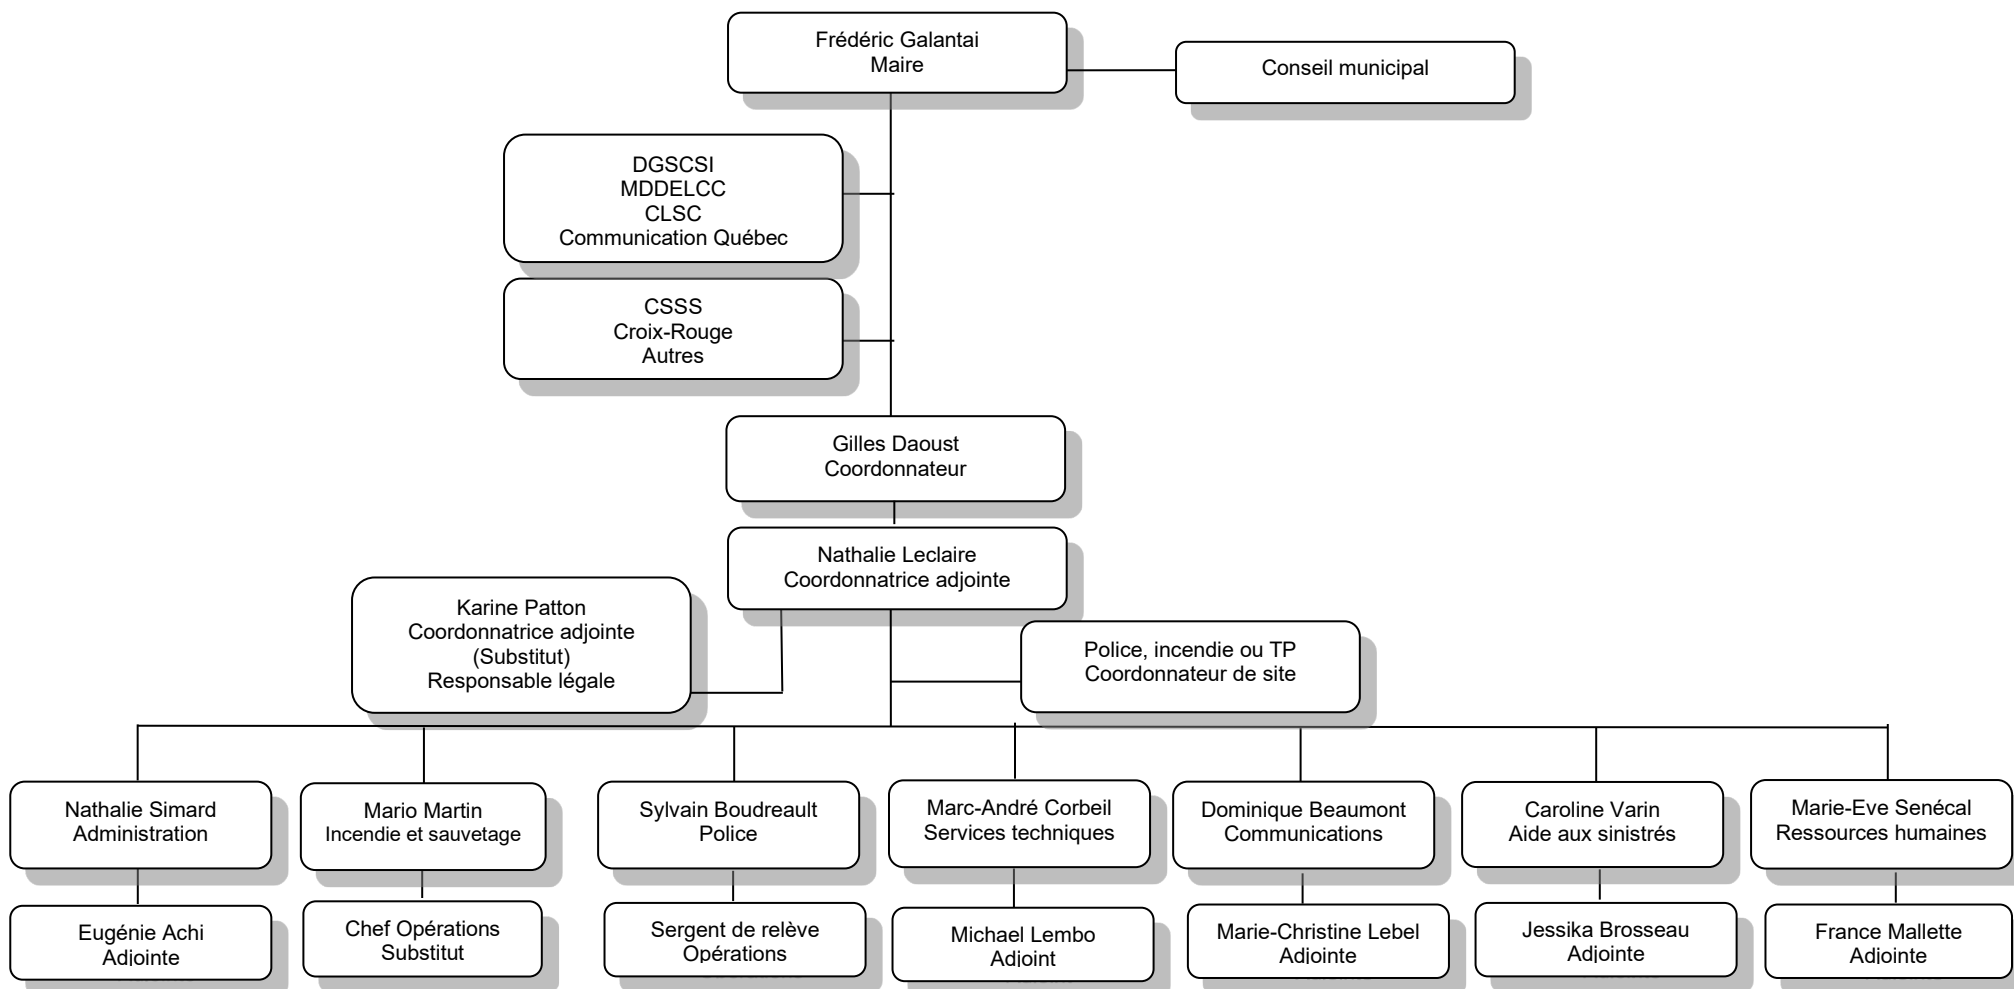 Frédéric Galantai
Maire
Conseil municipal
DGSCSI
MDDELCC
CLSC
Communication Québec
CSSS
Croix-Rouge
Autres
Gilles Daoust
Coordonnateur
Nathalie Leclaire
Coordonnatrice adjointe
Karine Patton
Coordonnatrice adjointe
(Substitut)
Responsable légale
Police, incendie ou TP
Coordonnateur de site
Nathalie Simard
Administration
Mario Martin
Incendie et sauvetage
Sylvain Boudreault
Police
Marc-André Corbeil
Services techniques
Dominique Beaumont
Communications
Caroline Varin
Aide aux sinistrés
Marie-Eve Senécal
Ressources humaines
Eugénie Achi
Adjointe
Chef Opérations
Substitut
Sergent de relève
Opérations
Michael Lembo
Adjoint
Marie-Christine Lebel
Adjointe
Jessika Brosseau
Adjointe
France Mallette
Adjointe